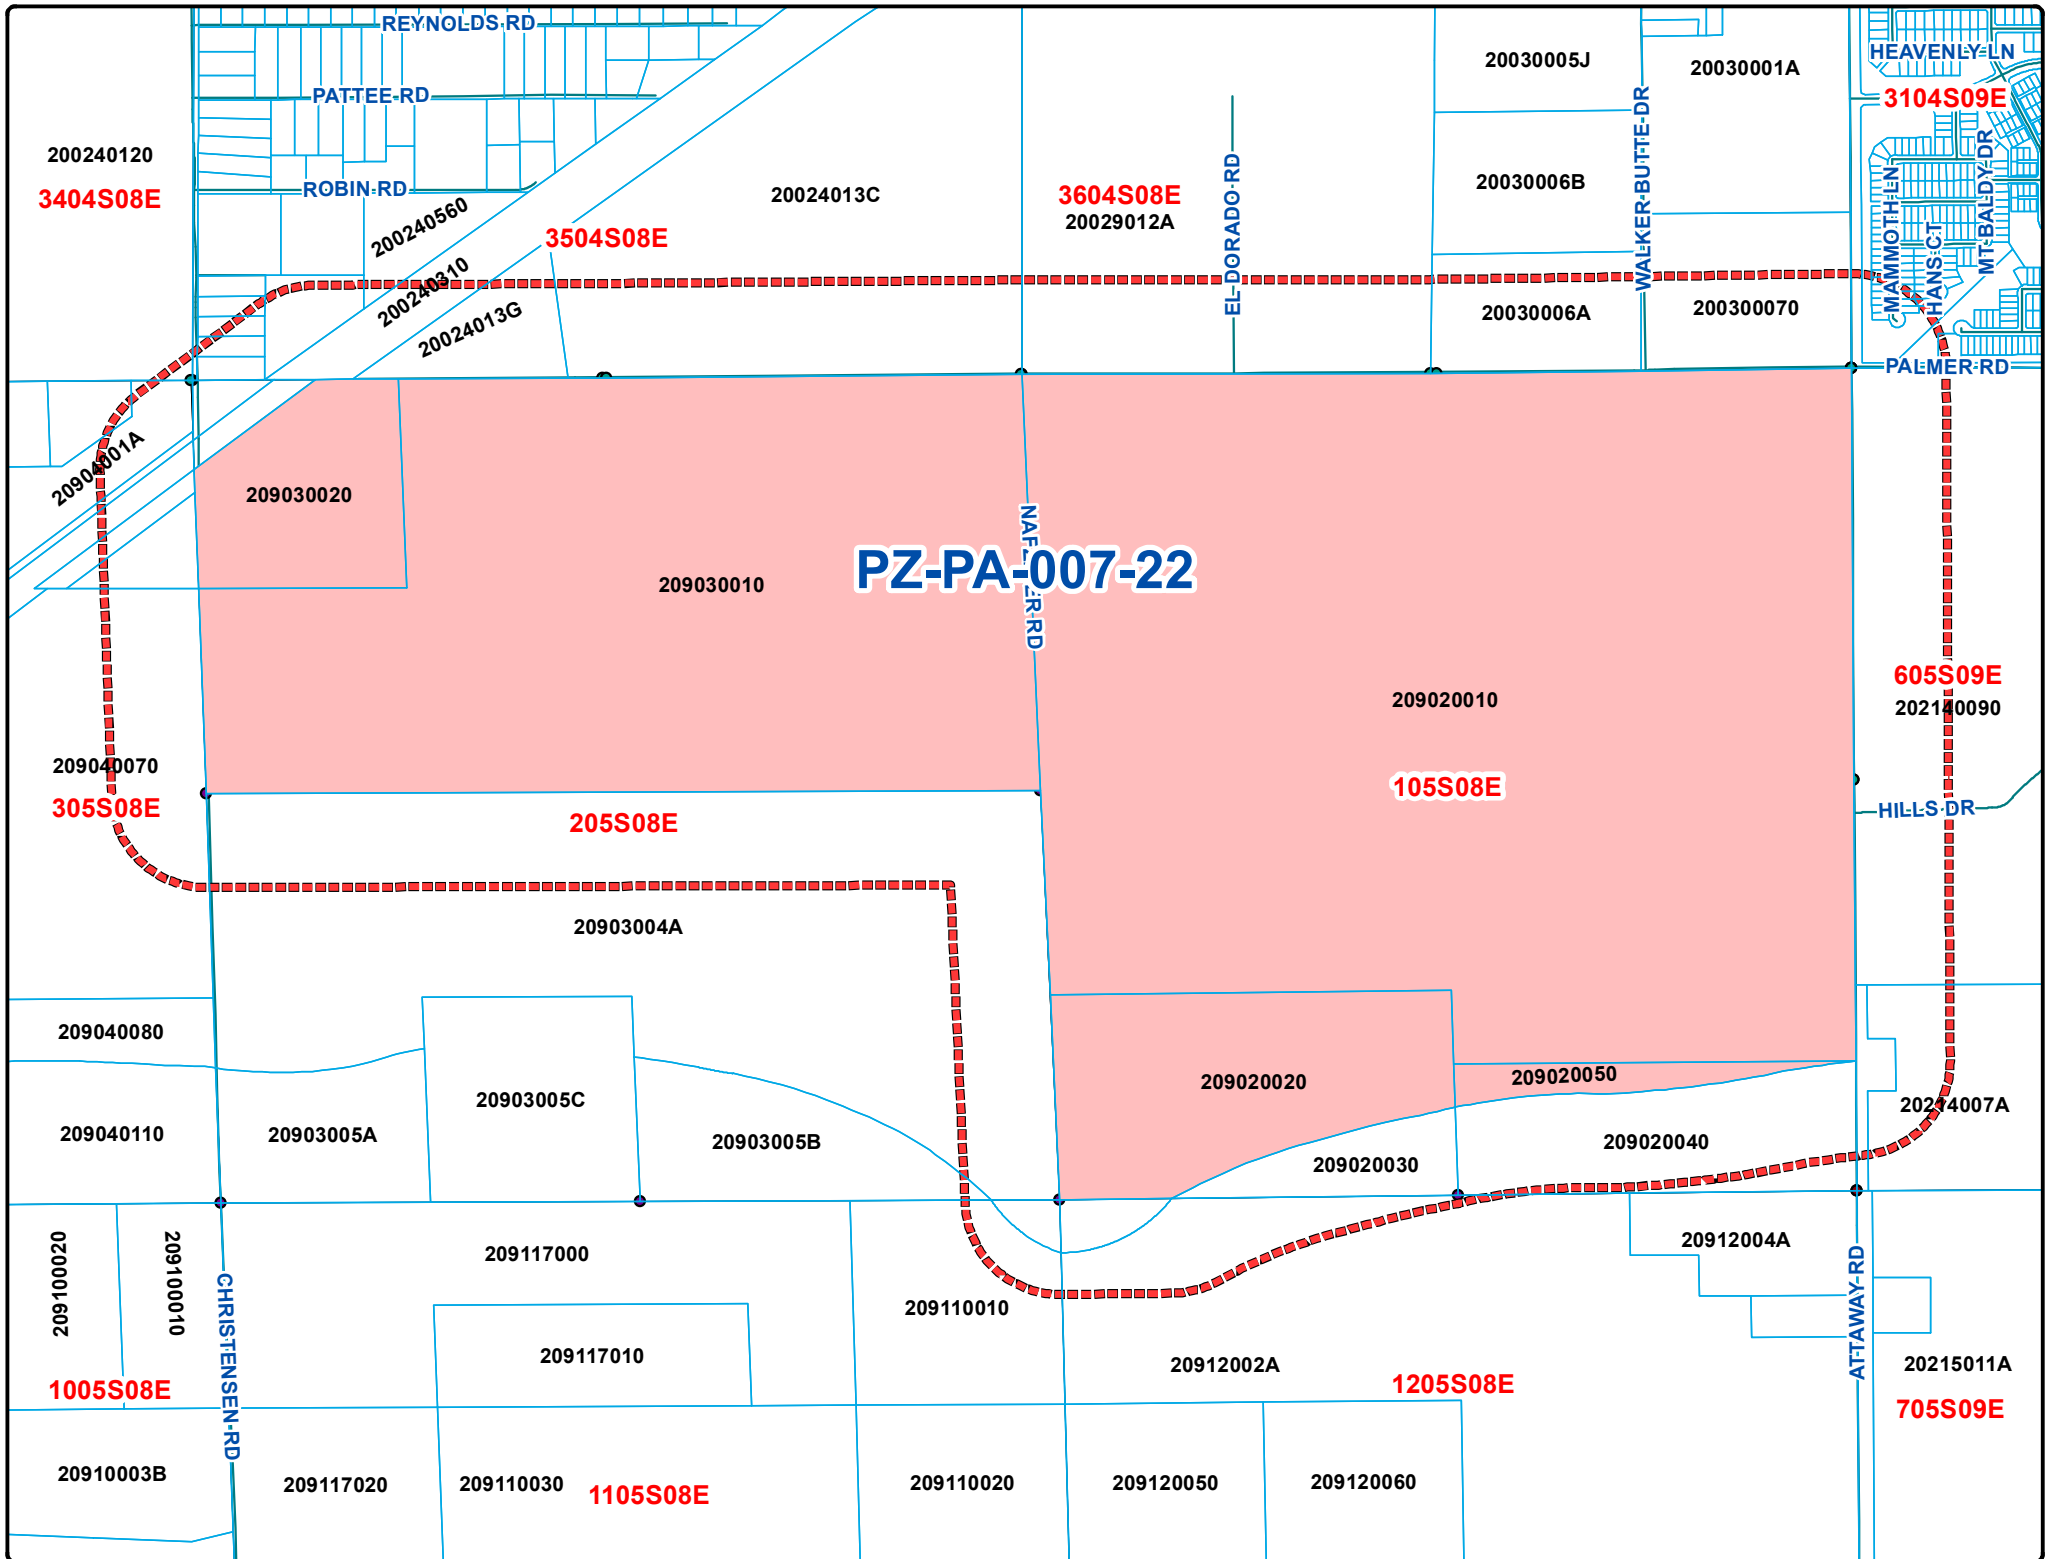 REYNOLDS RD
HEAVENLY LN
20030005J
20030001A
PATTEE RD
3104S09E
200240120
3404S08E
ROBIN RD
20024013C
3604S08E
20029012A
20030006B
EL DORADO RD
WALKER BUTTE DR
MAMMOTH LN
HANS CT
MT BALDY DR
200240560
3504S08E
200240310
20024013G
20030006A
200300070
PALMER RD
20904001A
209030020
209030010
PZ-PA-007-22
209020010
605S09E
202140090
209040070
305S08E
205S08E
105S08E
HILLS DR
20903004A
209040080
20903005C
209020020
209020050
20214007A
209040110
20903005A
20903005B
209020030
209020040
209100020
209100010
CHRISTENSEN RD
209117000
209110010
20912004A
ATTAWAY RD
209117010
20912002A
1205S08E
20215011A
1005S08E
705S09E
20910003B
209117020
209110030
1105S08E
209110020
209120050
209120060